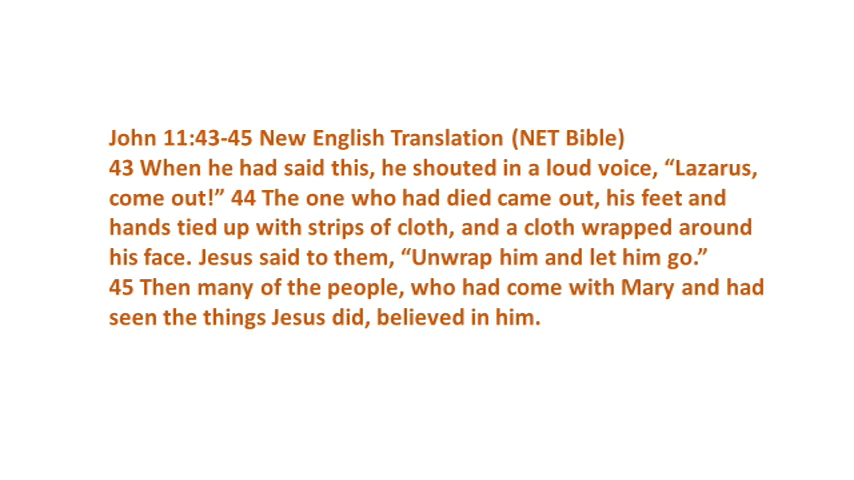 John 11:43-45 New English Translation (NET Bible)
43 When he had said this, he shouted in a loud voice, “Lazarus,
come out!” 44 The one who had died came out, his feet and
hands tied up with strips of cloth, and a cloth wrapped around
his face. Jesus said to them, “Unwrap him and let him go.”
45 Then many of the people, who had come with Mary and had
seen the things Jesus did, believed in him.